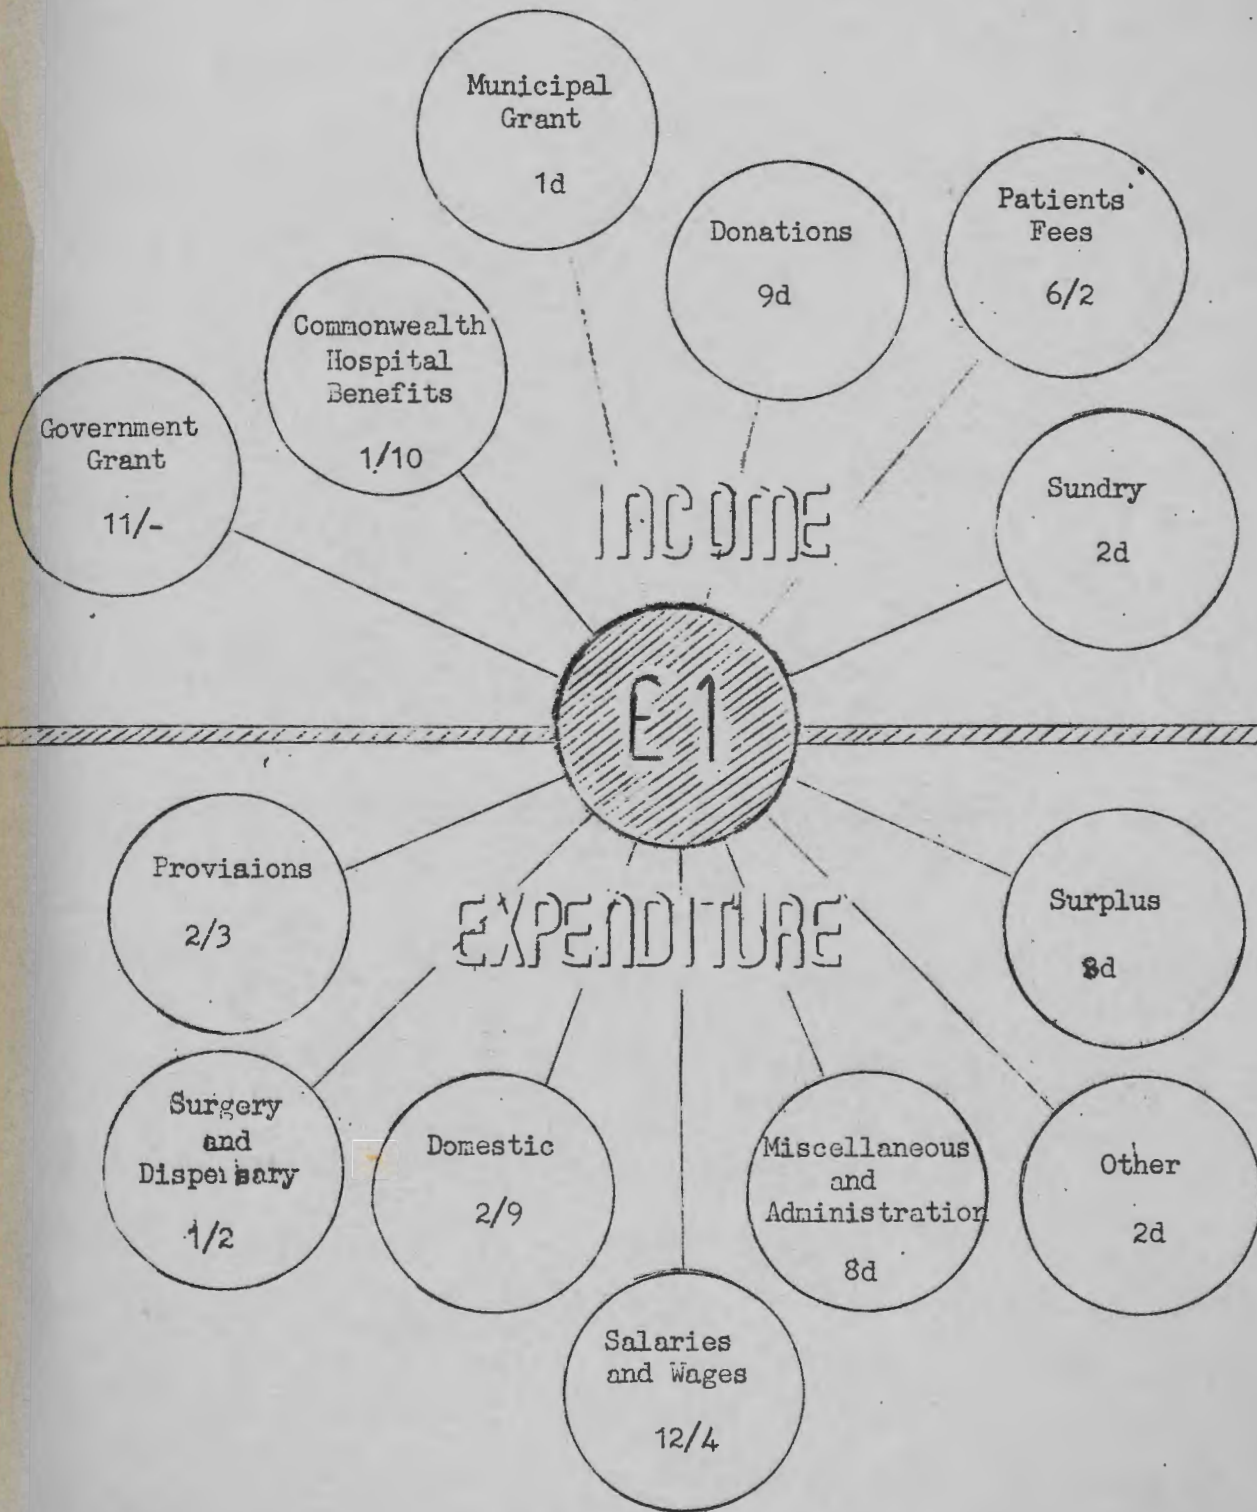 Municipal
Grant
1d
Donations
9d
Patients'
Fees
6/2
Commonwealth
Hospital
Benefits
1/10
Government
Grant
11/-
Sundry
2d
INCOME
£1
Provisions
2/3
EXPENDITURE
Surplus
8d
Surgery
and
Dispensary
1/2
Domestic
2/9
Miscellaneous
and
Administration
8d
Other
2d
Salaries
and Wages
12/4